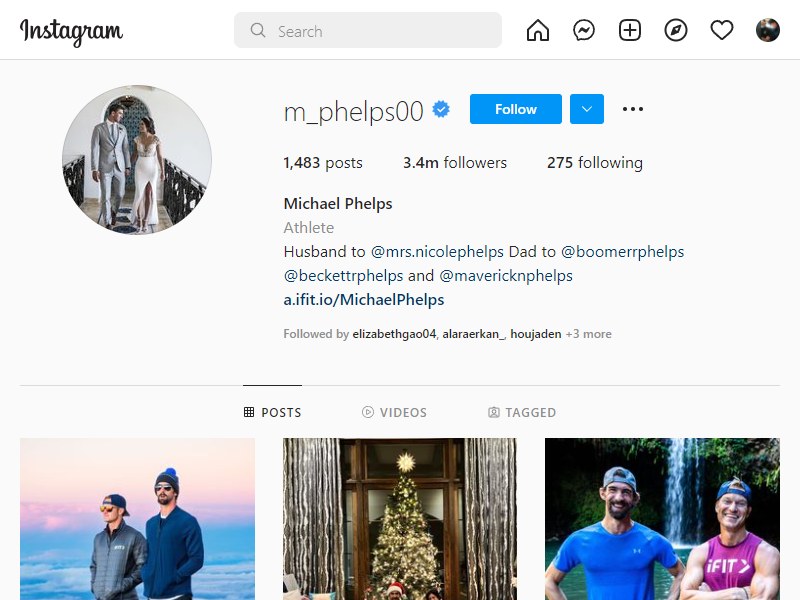 Instagram
Search
m_phelps00
Follow
1,483 posts 3.4m followers 275 following
Michael Phelps
Athlete
Husband to @mrs.nicolephelps Dad to @boomerrphelps
@beckettrphelps and @mavericknphelps
a.ifit.io/MichaelPhelps
Followed by elizabethgao04, alaraerkan_, houjaden +3 more
POSTS VIDEOS TAGGED
iFIT